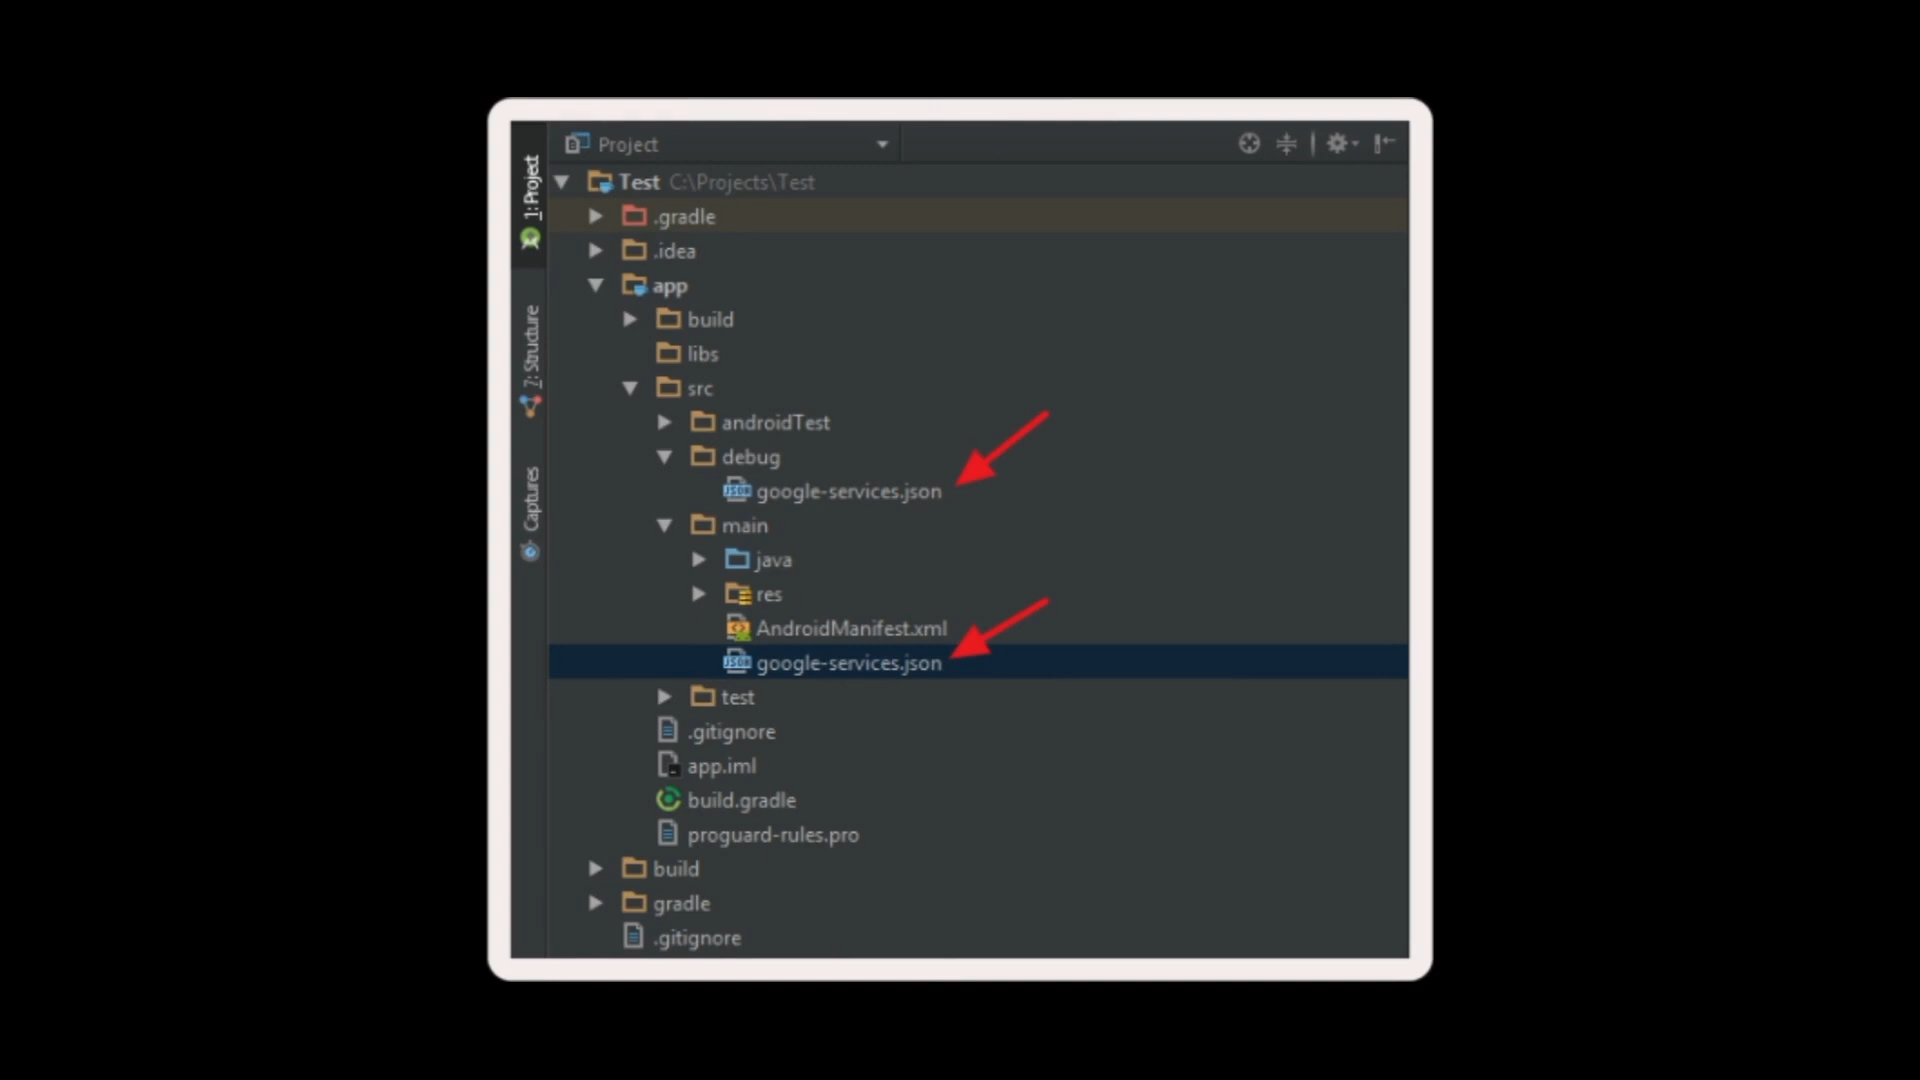 Project
1: Project
7: Structure
Captures
Test C:\Projects\Test
.gradle
.idea
app
build
libs
src
androidTest
debug
JSON google-services.json
main
java
res
AndroidManifest.xml
JSON google-services.json
test
.gitignore
app.iml
build.gradle
proguard-rules.pro
build
gradle
.gitignore